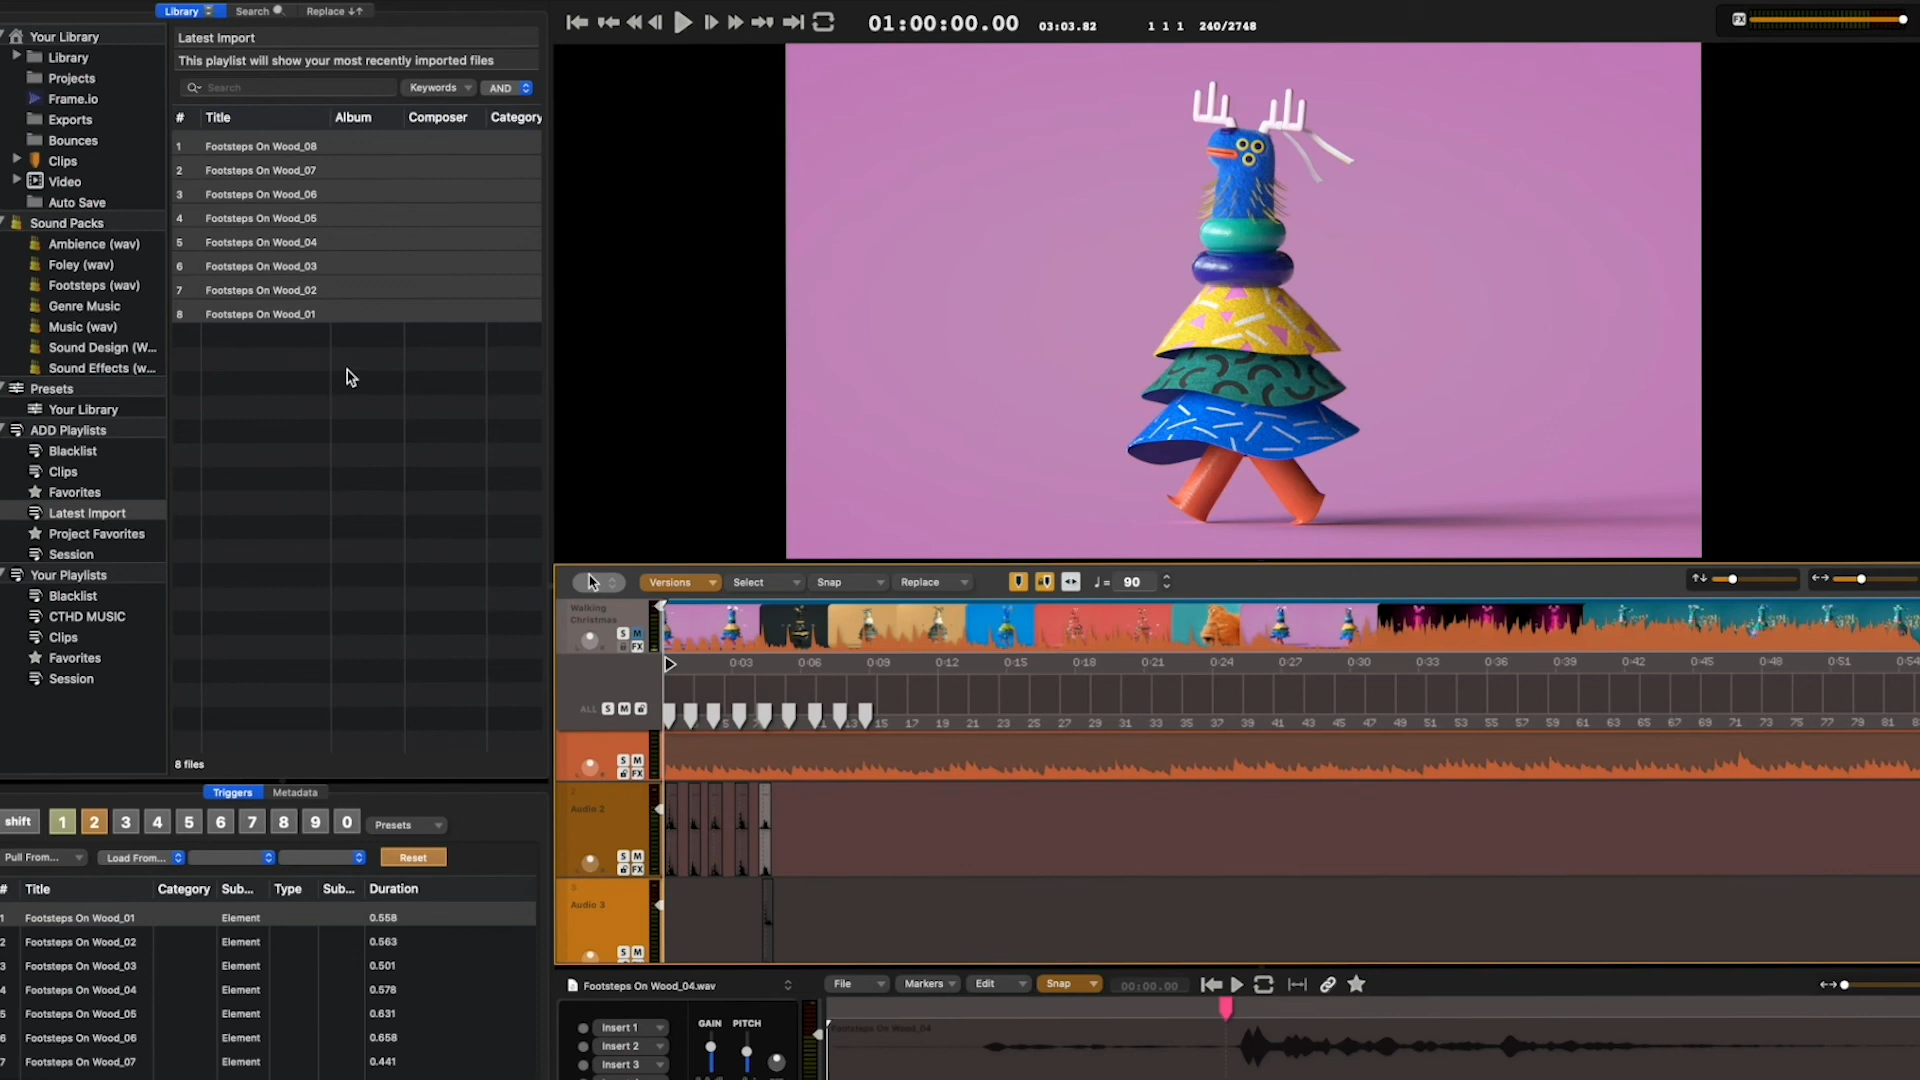 Library
Search
Replace
Your Library
Library
Projects
Frame.io
Exports
Bounces
Clips
Video
Auto Save
Sound Packs
Ambience (wav)
Foley (wav)
Footsteps (wav)
Genre Music
Music (wav)
Sound Design (W...
Sound Effects (w...
Presets
Your Library
ADD Playlists
Blacklist
Clips
Favorites
Latest Import
Project Favorites
Session
Your Playlists
Blacklist
CTHD MUSIC
Clips
Favorites
Session
Latest Import
This playlist will show your most recently imported files
Search
Keywords
AND
# Title Album Composer Category
1 Footsteps On Wood_08
2 Footsteps On Wood_07
3 Footsteps On Wood_06
4 Footsteps On Wood_05
5 Footsteps On Wood_04
6 Footsteps On Wood_03
7 Footsteps On Wood_02
8 Footsteps On Wood_01
8 files
01:00:00.00 03:03.82 1 1 1 240/2748
FX
Versions Select Snap Replace = 90
Walking
Christmas
S M
FX
0:03 0:06 0:09 0:12 0:15 0:18 0:21 0:24 0:27 0:30 0:33 0:36 0:39 0:42 0:45 0:48 0:51 0:54
ALL S M
5 7 13 15 17 19 21 23 25 27 29 31 33 35 37 39 41 43 45 47 49 51 53 55 57 59 61 63 65 67 69 71 73 75 77 79 81
S M
FX
2
Audio 2
S M
FX
3
Audio 3
S M
Triggers Metadata
shift 1 2 3 4 5 6 7 8 9 0 Presets
Pull From... Load From... Reset
# Title Category Sub... Type Sub... Duration
1 Footsteps On Wood_01 Element 0.558
2 Footsteps On Wood_02 Element 0.563
3 Footsteps On Wood_03 Element 0.501
4 Footsteps On Wood_04 Element 0.578
5 Footsteps On Wood_05 Element 0.631
6 Footsteps On Wood_06 Element 0.658
7 Footsteps On Wood_07 Element 0.441
Footsteps On Wood_04.wav
File Markers Edit Snap 00:00.00
Insert 1
Insert 2
Insert 3
GAIN PITCH
Footsteps On Wood_04